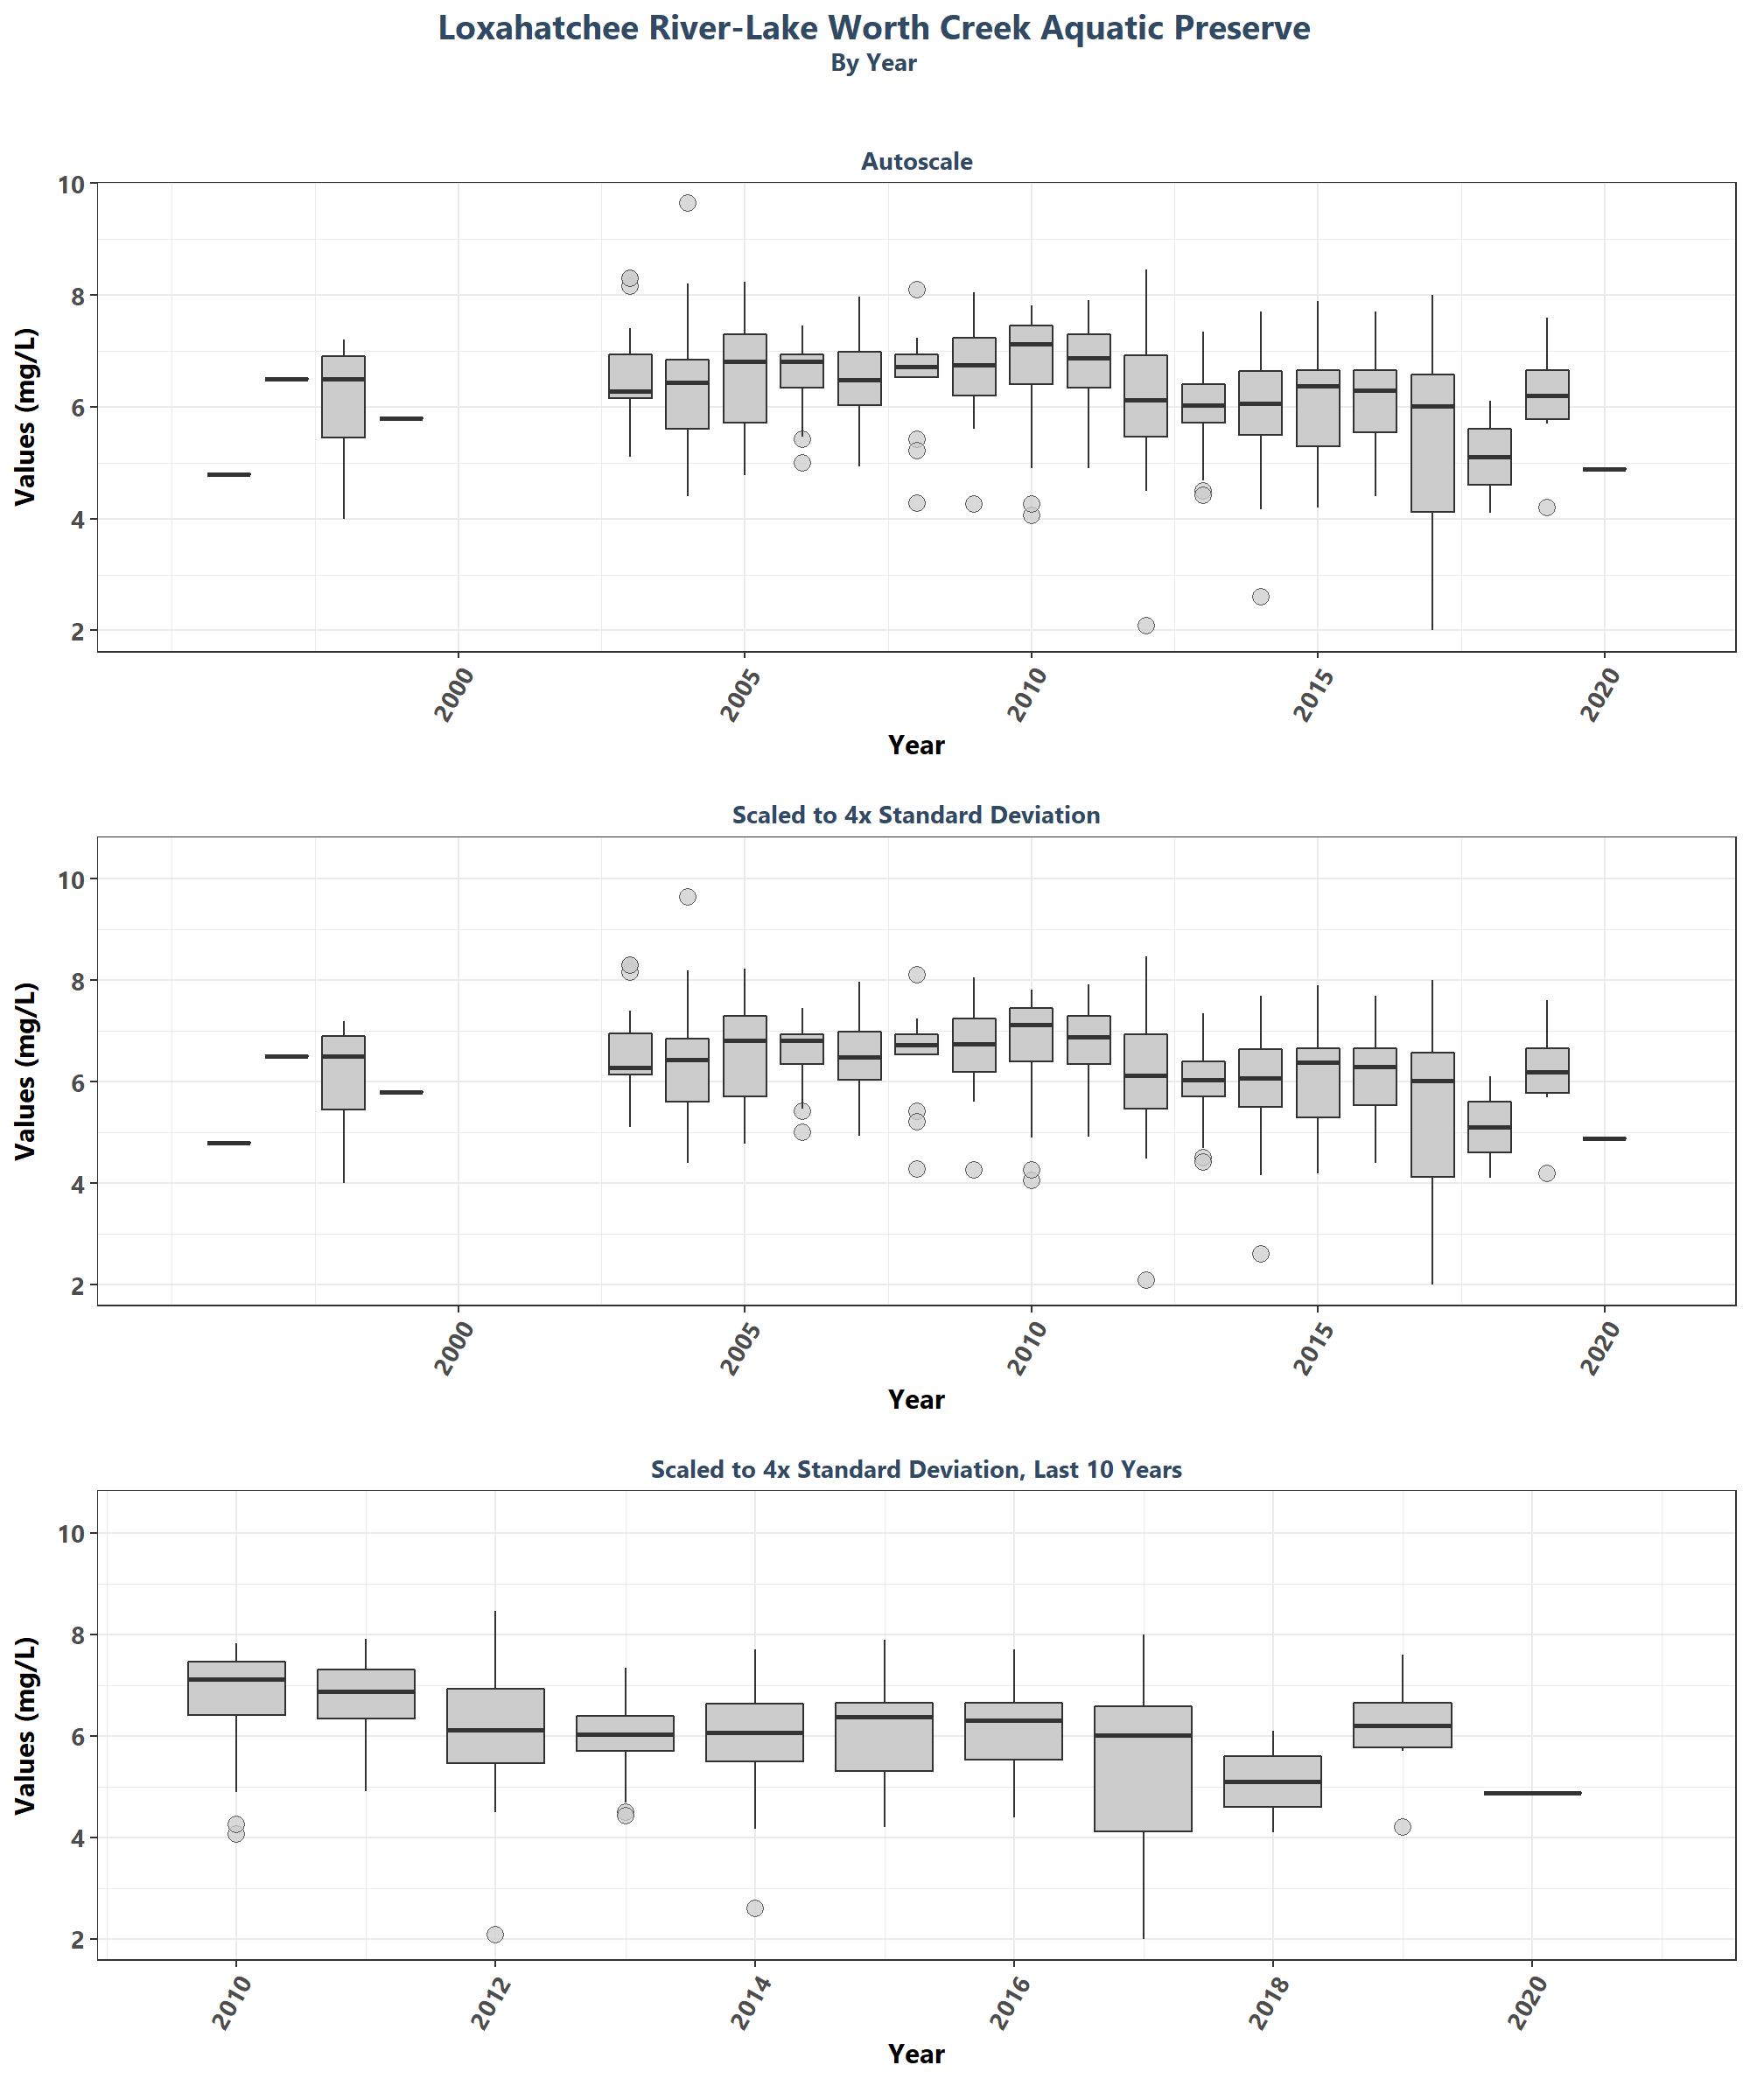 Loxahatchee River-Lake Worth Creek Aquatic Preserve
By Year
Autoscale
Values (mg/L)
10
8
6
4
2
2000 2005 2010 2015 2020
Year
Scaled to 4x Standard Deviation
Values (mg/L)
10
8
6
4
2
2000 2005 2010 2015 2020
Year
Scaled to 4x Standard Deviation, Last 10 Years
Values (mg/L)
10
8
6
4
2
2010 2012 2014 2016 2018 2020
Year